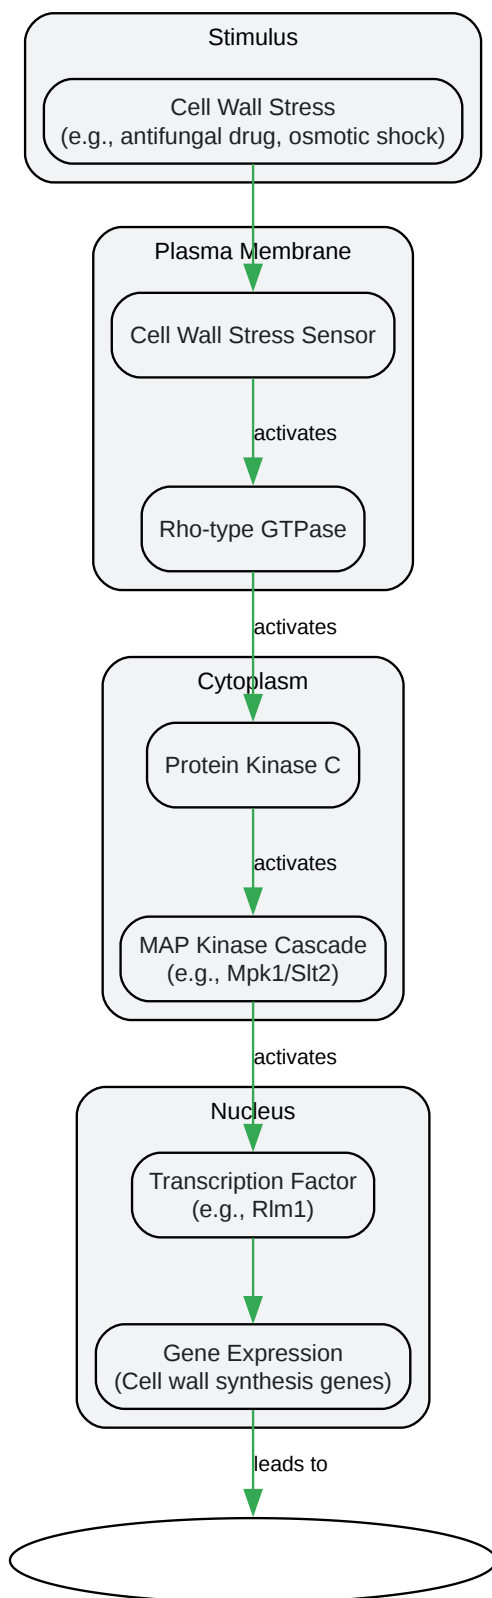 Stimulus
Cell Wall Stress
(e.g., antifungal drug, osmotic shock)
Plasma Membrane
Cell Wall Stress Sensor
activates
Rho-type GTPase
activates
Cytoplasm
Protein Kinase C
activates
MAP Kinase Cascade
(e.g., Mpk1/Slt2)
activates
Nucleus
Transcription Factor
(e.g., Rlm1)
Gene Expression
(Cell wall synthesis genes)
leads to